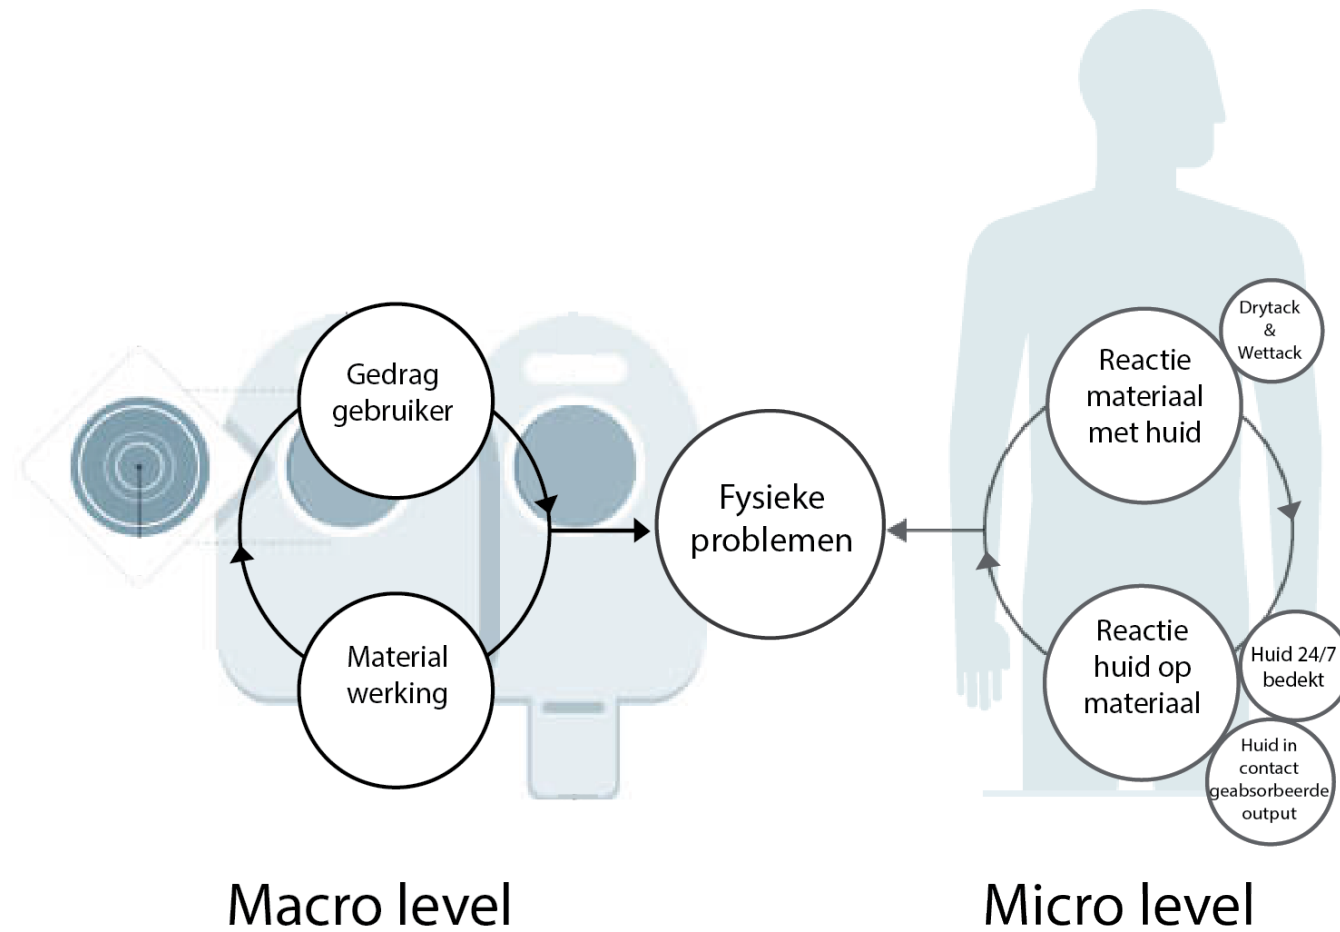 Gedrag
gebruiker
Material
werking
Fysieke
problemen
Reactie
materiaal
met huid
Drytack
&
Wettack
Reactie
huid op
materiaal
Huid 24/7
bedekt
Huid in
contact
geabsorbeerde
output
Macro level
Micro level